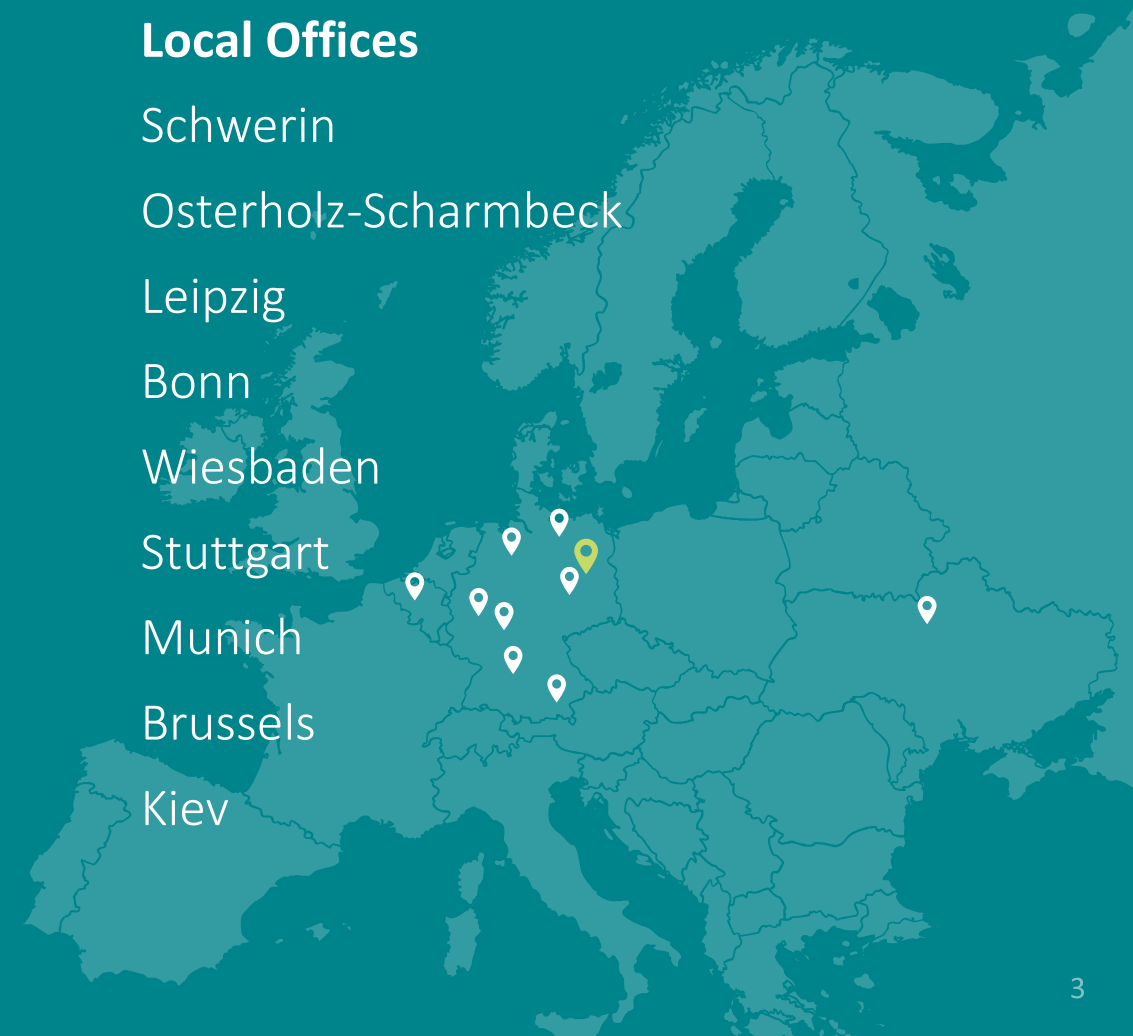 Local Offices
Schwerin
Osterholz-Scharmbeck
Leipzig
Bonn
Wiesbaden
Stuttgart
Munich
Brussels
Kiev
3